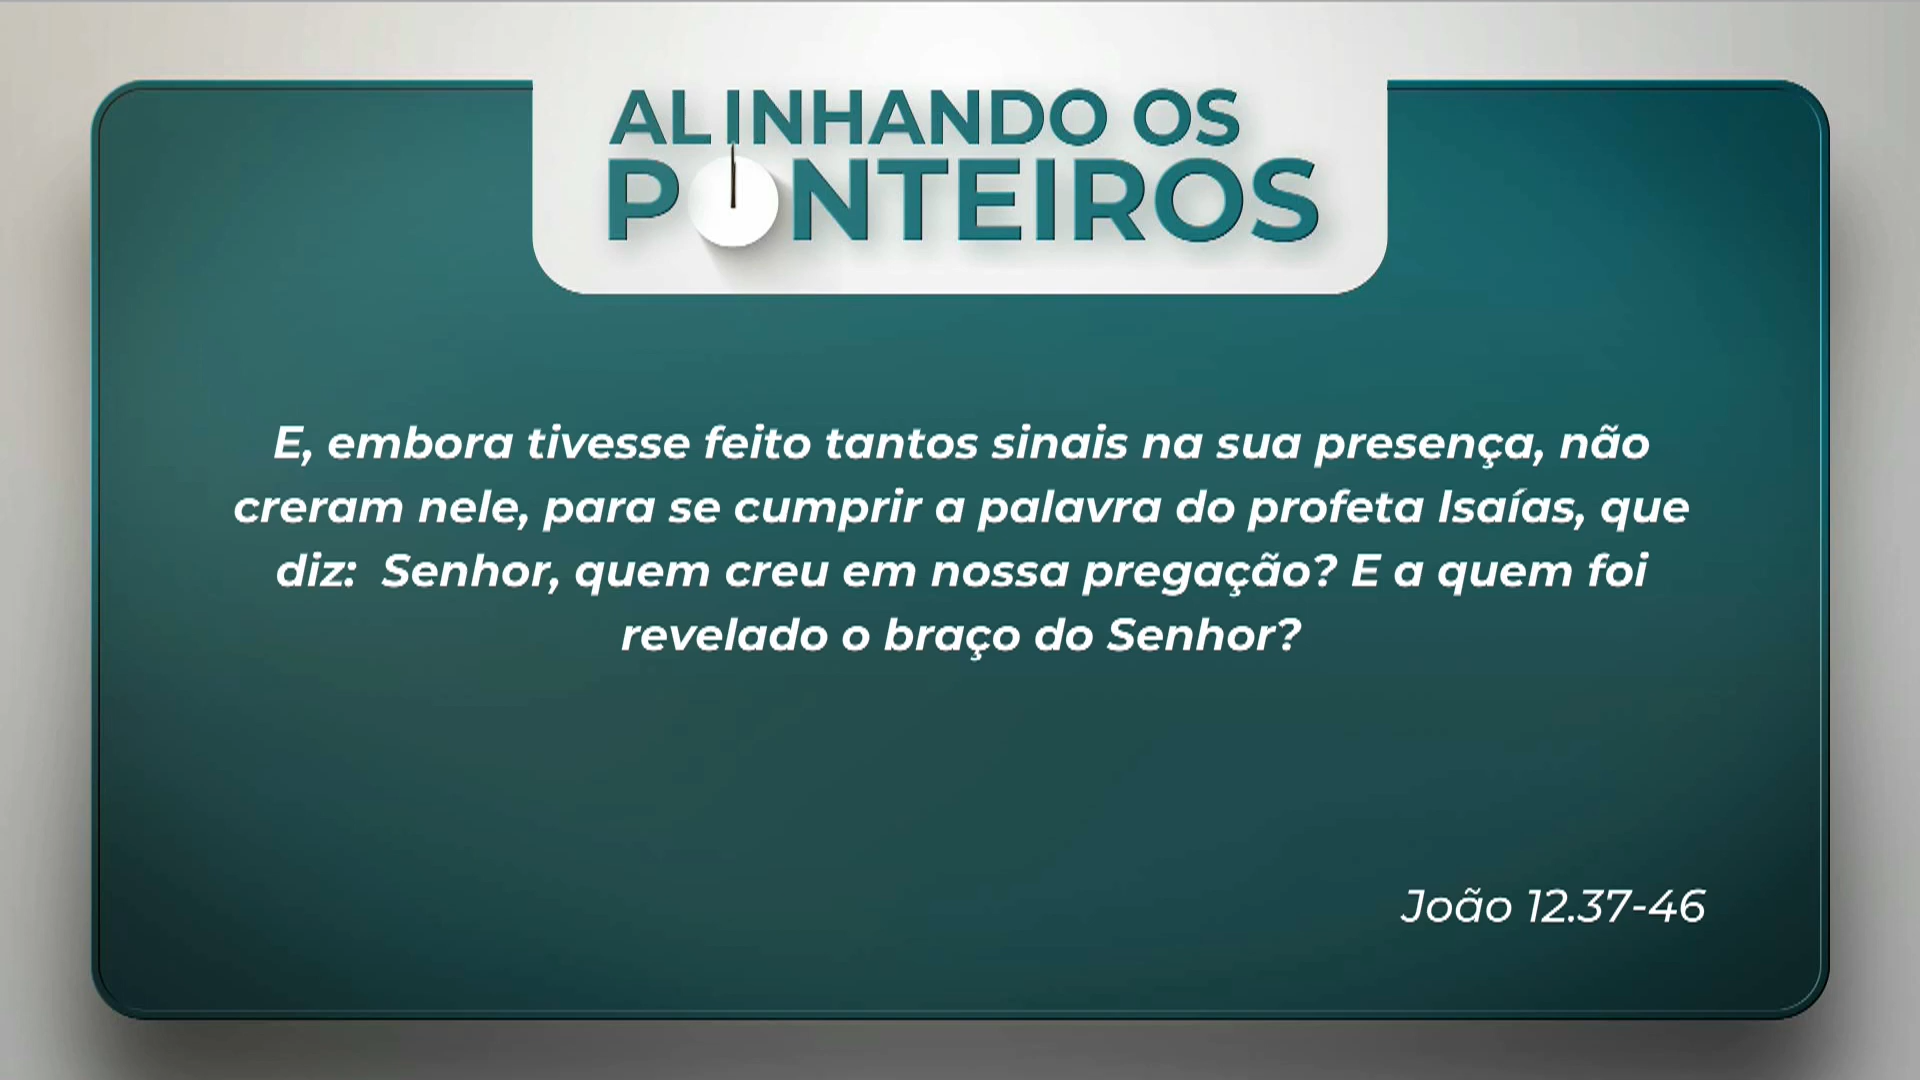 ALINHANDO OS
PONTEIROS
E, embora tivesse feito tantos sinais na sua presença, não
creram nele, para se cumprir a palavra do profeta Isaías, que
diz:  Senhor, quem creu em nossa pregação? E a quem foi
revelado o braço do Senhor?
João 12.37-46